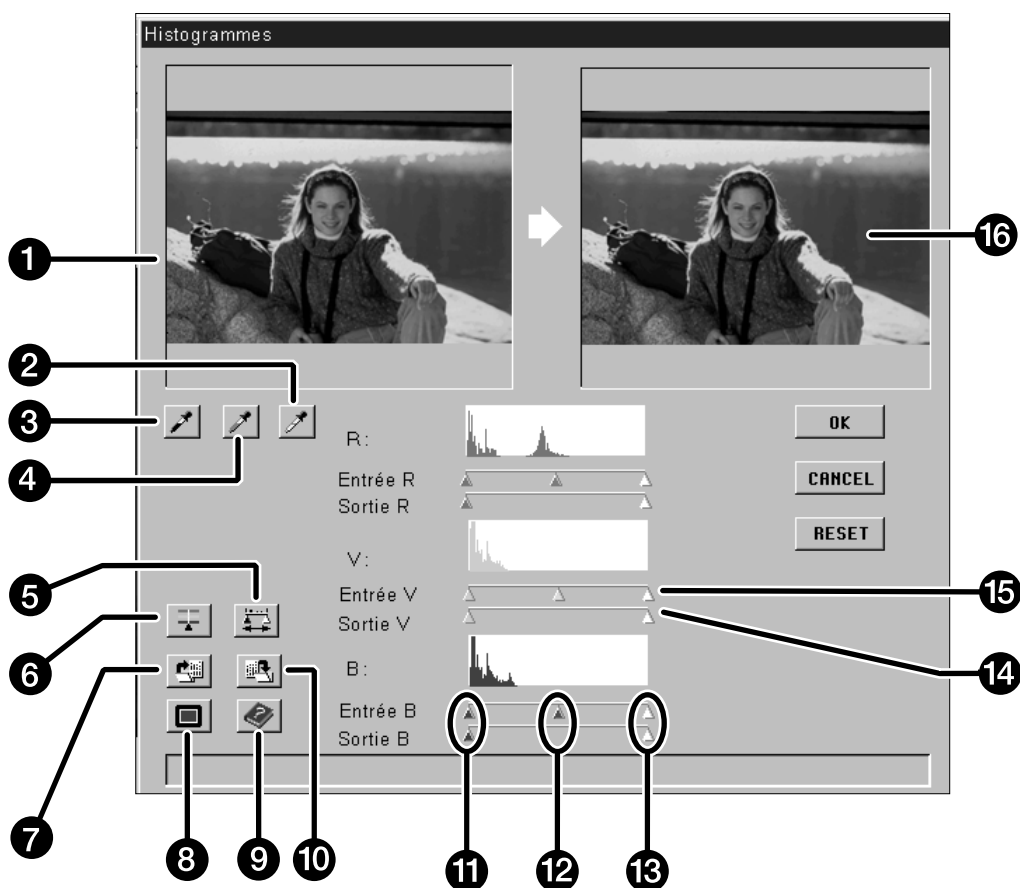 Histogrammes
1
16
2
3
4
R:
OK
Entrée R
CANCEL
Sortie R
RESET
V:
5
Entrée V
15
Sortie V
6
14
B:
7
10
Entrée B
Sortie B
8
9
11
12
13